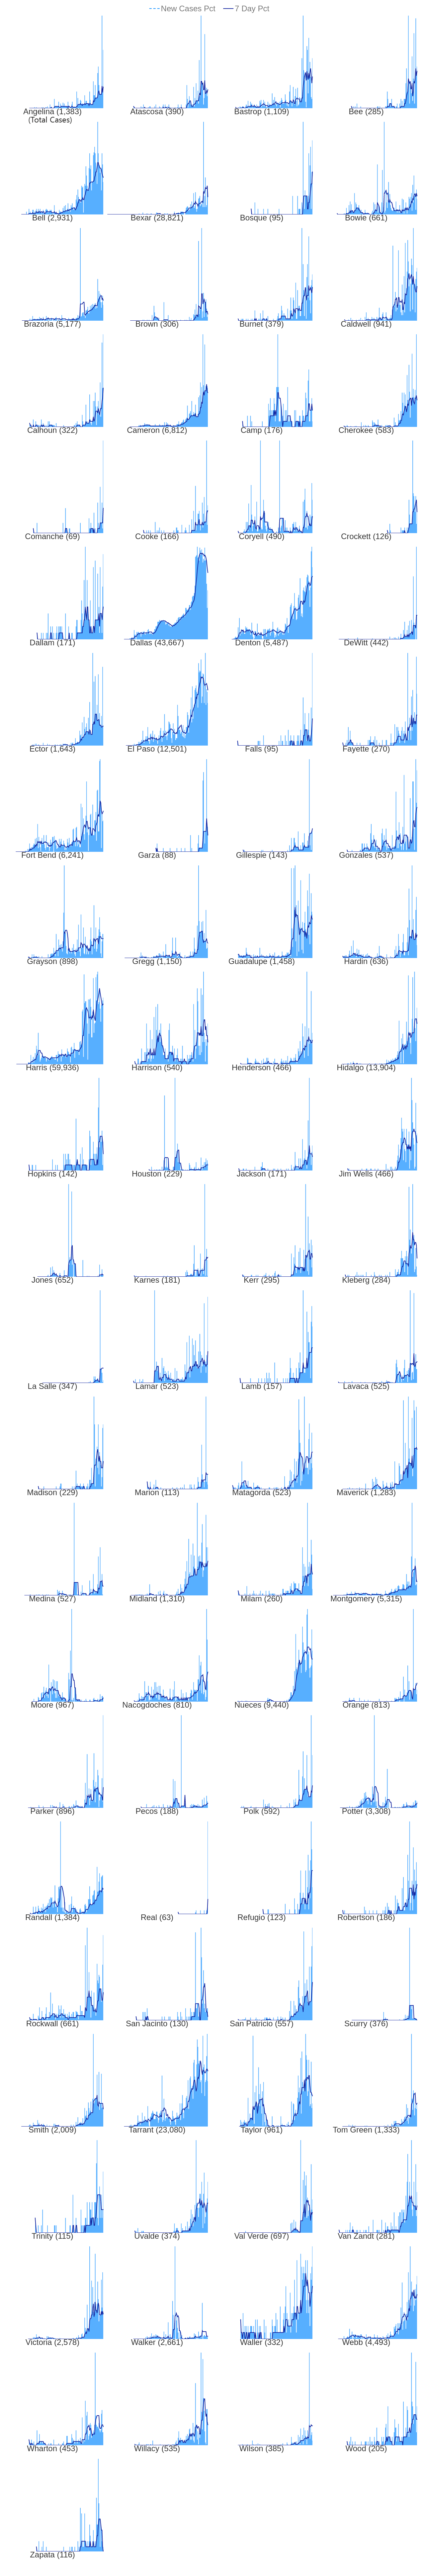 New Cases Pct 7 Day Pct
Angelina (1,383) Atascosa (390) Bastrop (1,109) Bee (285)
(Total Cases)
Bell (2,931) Bexar (28,821) Bosque (95) Bowie (661)
Brazoria (5,177) Brown (306) Burnet (379) Caldwell (941)
Calhoun (322) Cameron (6,812) Camp (176) Cherokee (583)
Comanche (69) Cooke (166) Coryell (490) Crockett (126)
Dallam (171) Dallas (43,667) Denton (5,487) DeWitt (442)
Ector (1,643) El Paso (12,501) Falls (95) Fayette (270)
Fort Bend (6,241) Garza (88) Gillespie (143) Gonzales (537)
Grayson (898) Gregg (1,150) Guadalupe (1,458) Hardin (636)
Harris (59,936) Harrison (540) Henderson (466) Hidalgo (13,904)
Hopkins (142) Houston (229) Jackson (171) Jim Wells (466)
Jones (652) Karnes (181) Kerr (295) Kleberg (284)
La Salle (347) Lamar (523) Lamb (157) Lavaca (525)
Madison (229) Marion (113) Matagorda (523) Maverick (1,283)
Medina (527) Midland (1,310) Milam (260) Montgomery (5,315)
Moore (967) Nacogdoches (810) Nueces (9,440) Orange (813)
Parker (896) Pecos (188) Polk (592) Potter (3,308)
Randall (1,384) Real (63) Refugio (123) Robertson (186)
Rockwall (661) San Jacinto (130) San Patricio (557) Scurry (376)
Smith (2,009) Tarrant (23,080) Taylor (961) Tom Green (1,333)
Trinity (115) Uvalde (374) Val Verde (697) Van Zandt (281)
Victoria (2,578) Walker (2,661) Waller (332) Webb (4,493)
Wharton (453) Willacy (535) Wilson (385) Wood (205)
Zapata (116)